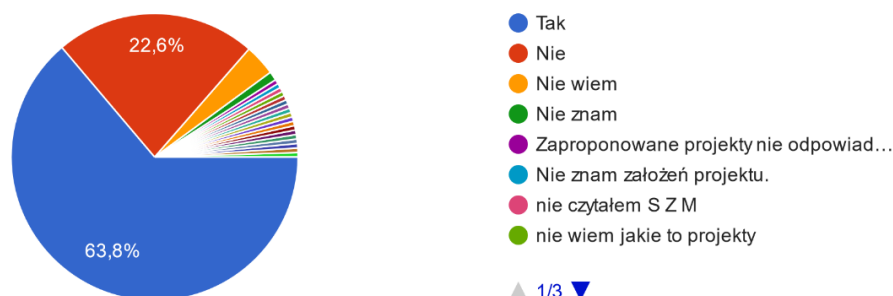 22,6%
63,8%
Tak
Nie
Nie wiem
Nie znam
Zaproponowane projekty nie odpowiad…
Nie znam założeń projektu.
nie czytałem S Z M
nie wiem jakie to projekty
1/3